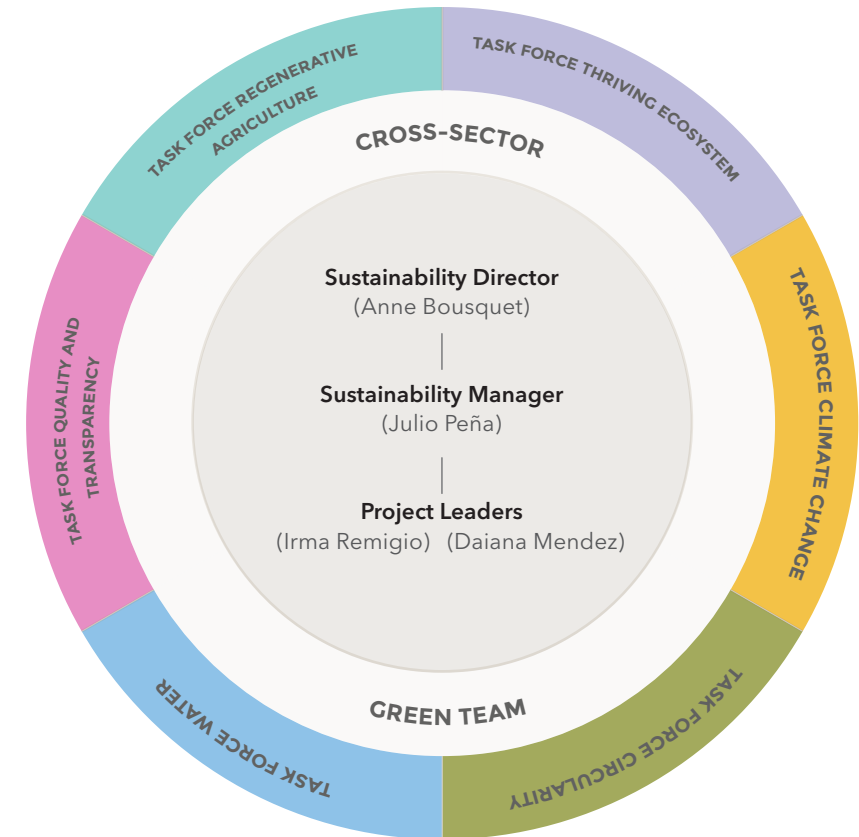 TASK FORCE REGENERATIVE
AGRICULTURE
TASK FORCE THRIVING ECOSYSTEM
CROSS-SECTOR
Sustainability Director
(Anne Bousquet)
Sustainability Manager
(Julio Peña)
Project Leaders
(Irma Remigio) (Daiana Mendez)
GREEN TEAM
TASK FORCE CLIMATE CHANGE
TASK FORCE CIRCULARITY
TASK FORCE WATER
TASK FORCE QUALITY AND
TRANSPARENCY